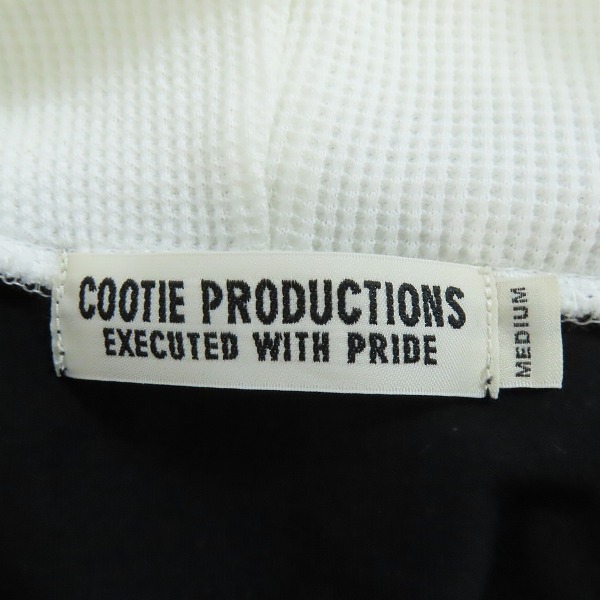 COOTIE PRODUCTIONS
EXECUTED WITH PRIDE
MEDIUM